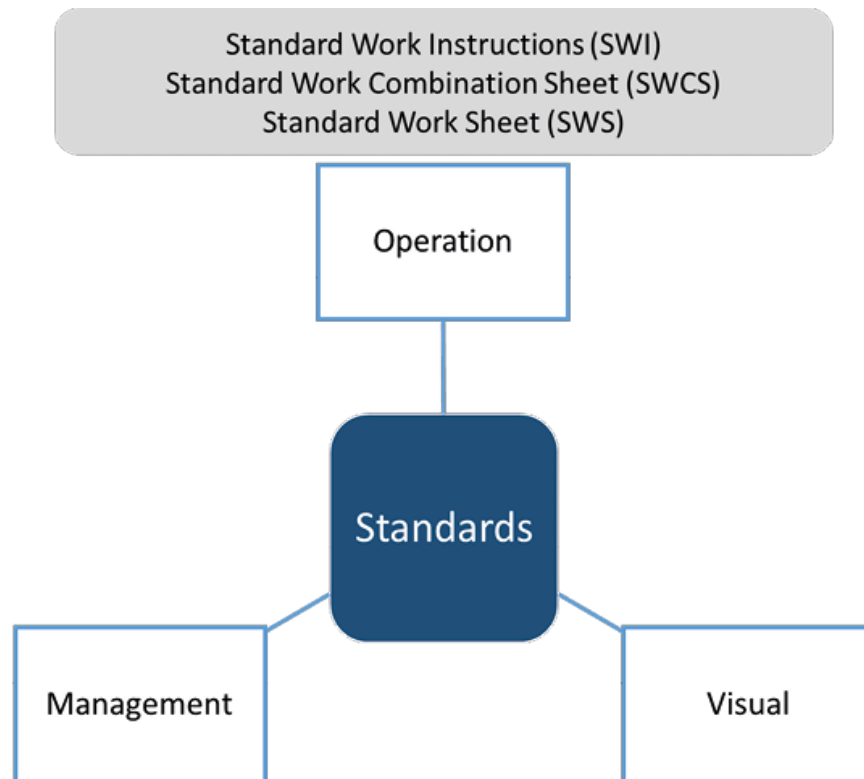 Standard Work Instructions (SWI)
Standard Work Combination Sheet (SWCS)
Standard Work Sheet (SWS)
Operation
Standards
Management
Visual